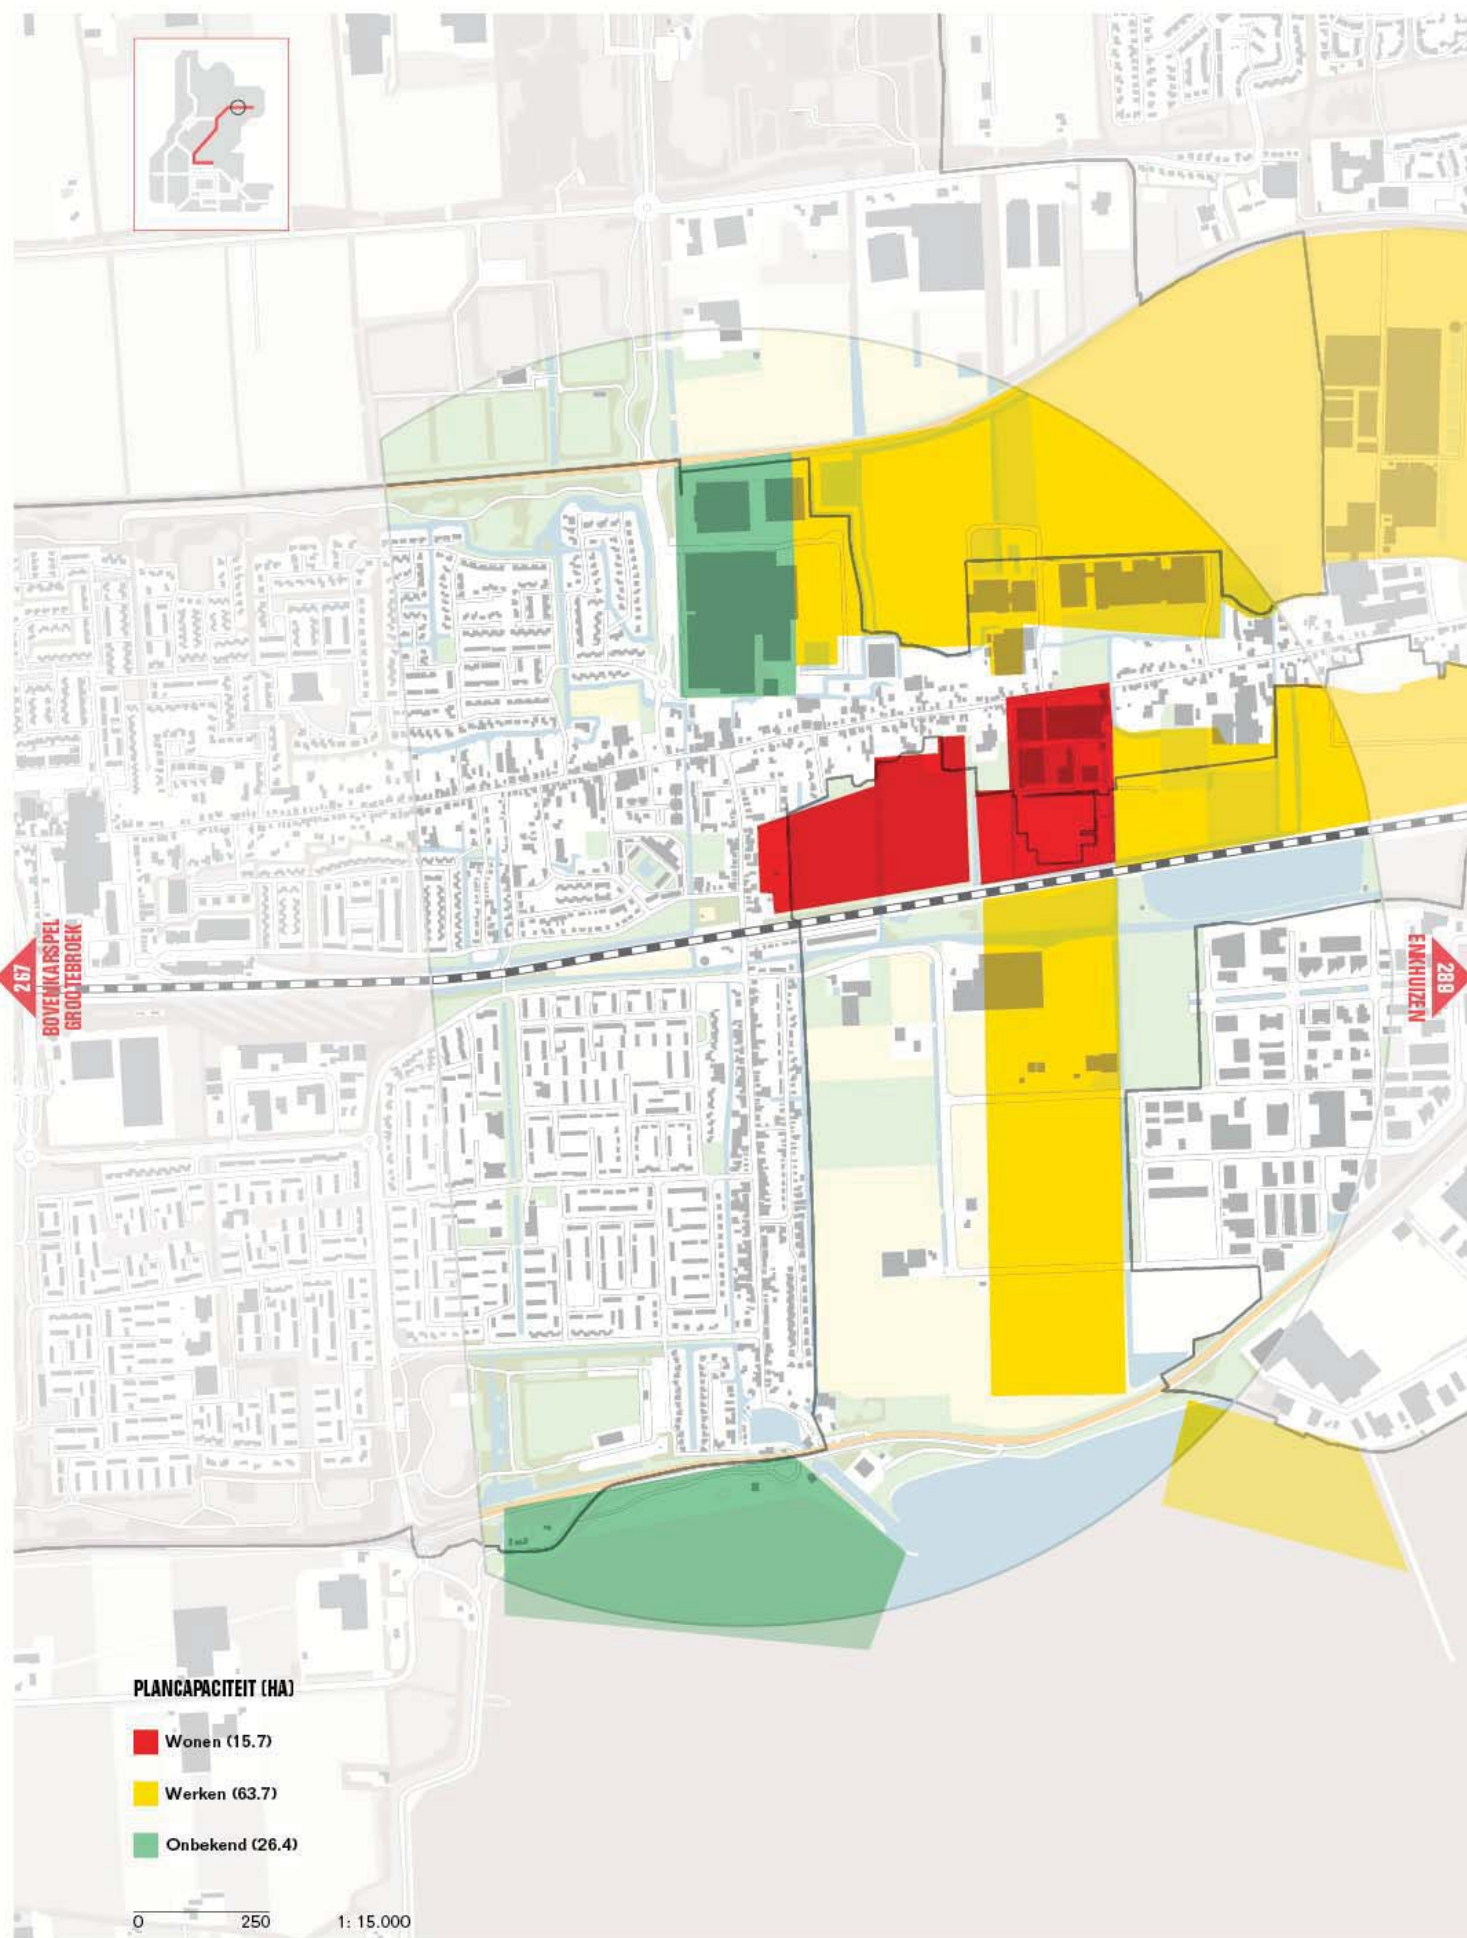 267
BOVENKARSPEL
GROOTEBROEK
288
ENKHUIZEN
PLANCAPACITEIT (HA)
Wonen (15.7)
Werken (63.7)
Onbekend (26.4)
0 250 1: 15.000